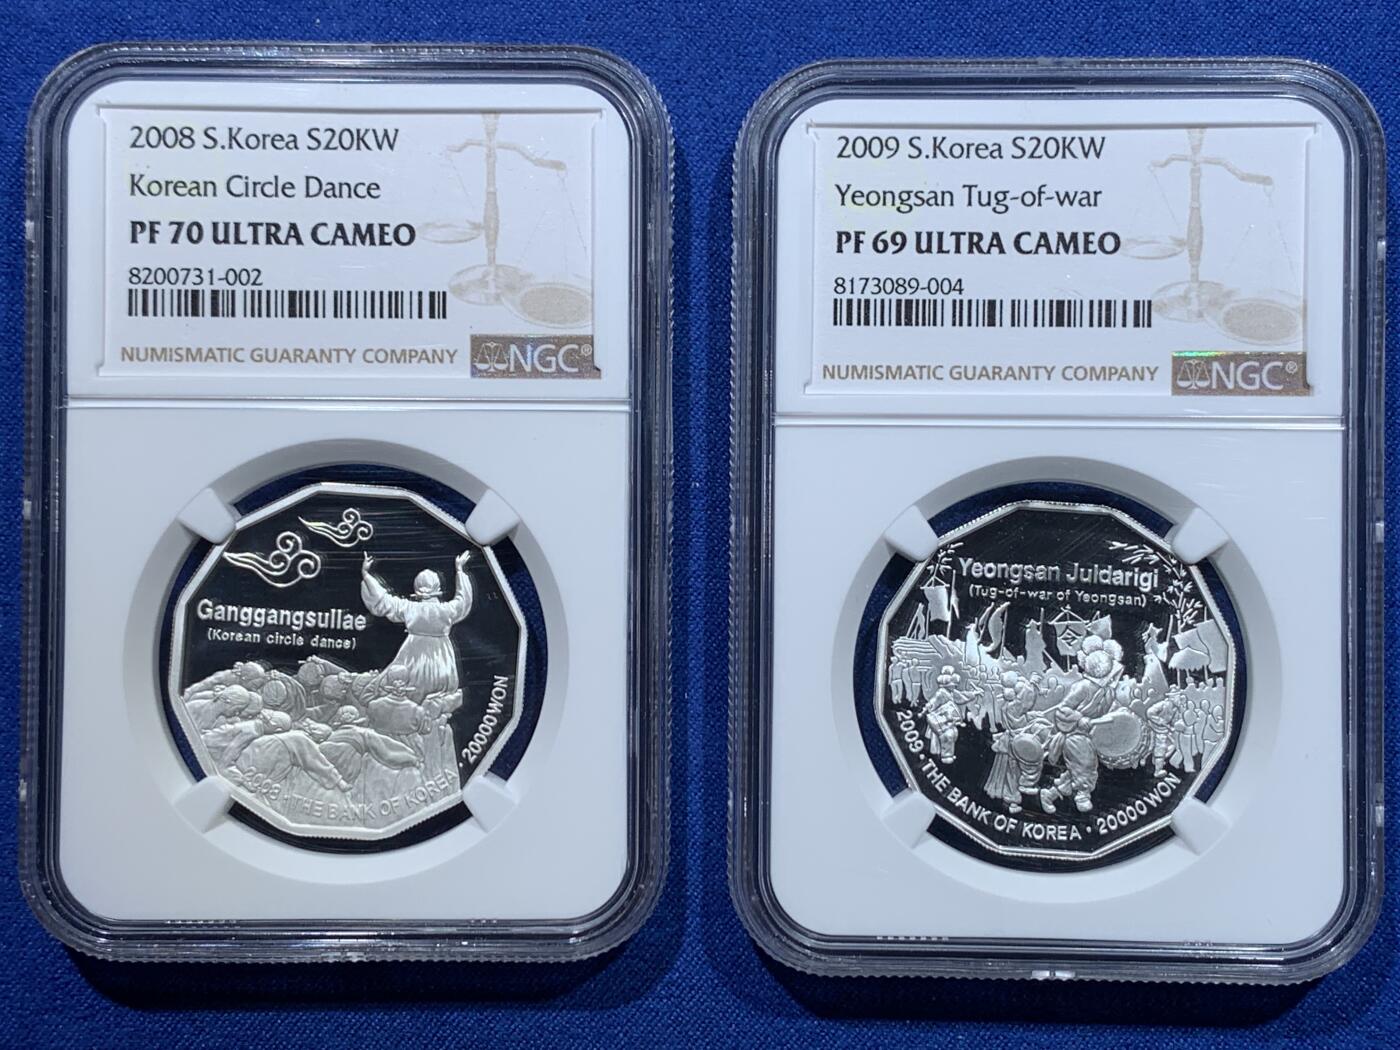 2008 S.Korea S20KW
Korean Circle Dance
PF 70 ULTRA CAMEO
8200731-002
NUMISMATIC GUARANTY COMPANY
NGC®
Ganggangsullae
(Korean circle dance)
2008 · THE BANK OF KOREA · 20000 WON
2009 S.Korea S20KW
Yeongsan Tug-of-war
PF 69 ULTRA CAMEO
8173089-004
NUMISMATIC GUARANTY COMPANY
NGC®
Yeongsan Juldarigi
(Tug-of-war of Yeongsan)
2009 · THE BANK OF KOREA · 20000 WON